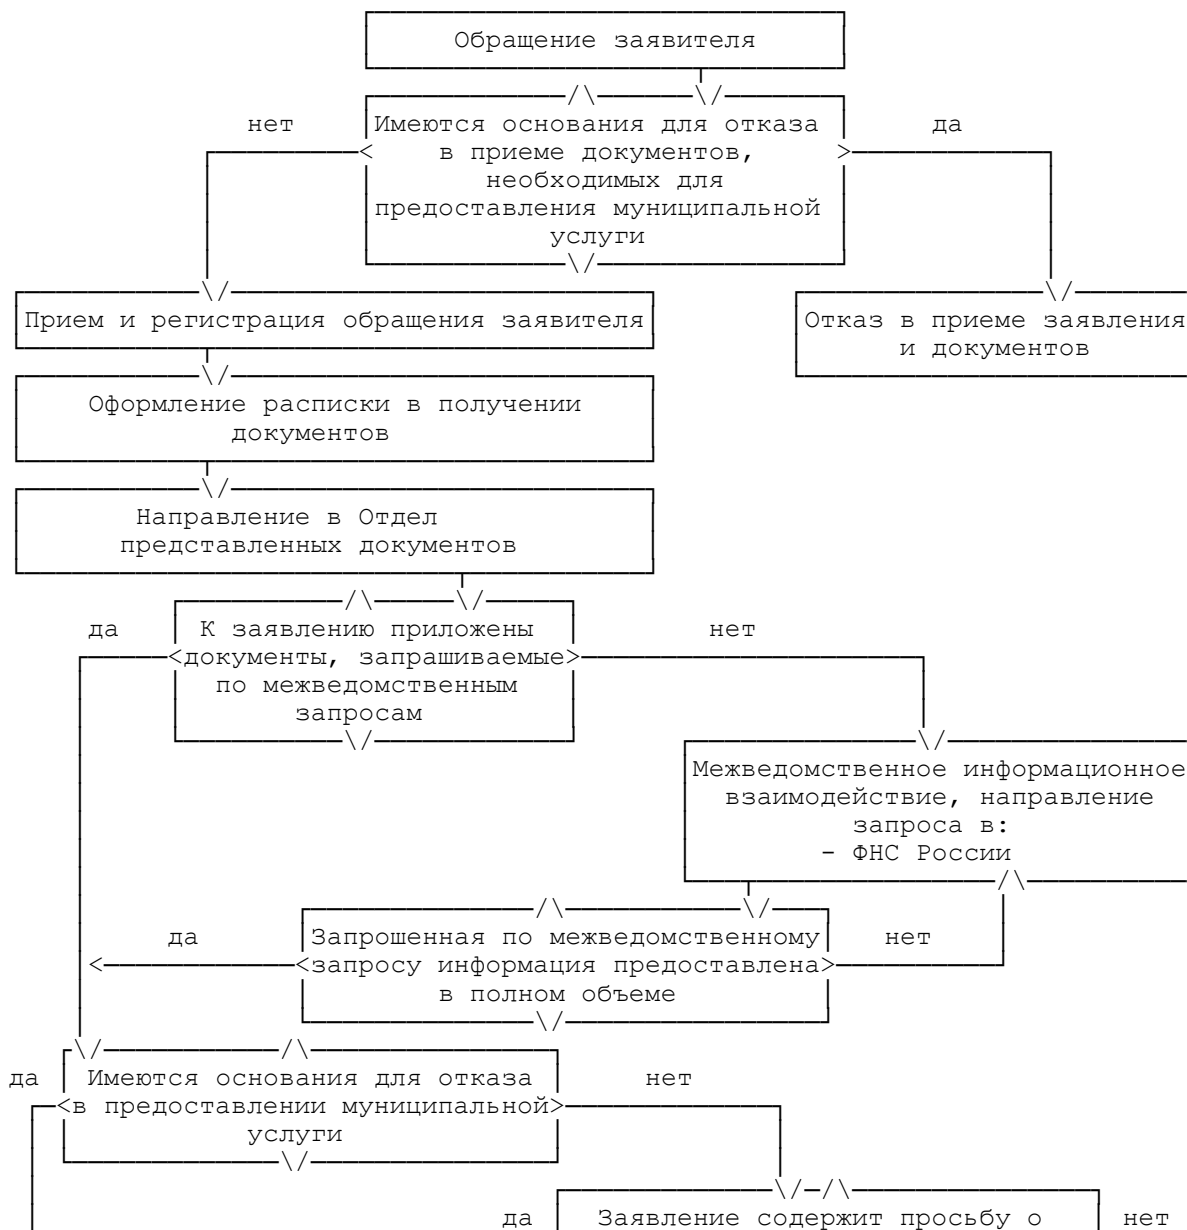 Обращение заявителя
нет
Имеются основания для отказа
да
в приеме документов,
необходимых для
предоставления муниципальной
услуги
Прием и регистрация обращения заявителя
Отказ в приеме заявления
и документов
Оформление расписки в получении
документов
Направление в Отдел
представленных документов
да
К заявлению приложены
нет
документы, запрашиваемые
по межведомственным
запросам
Межведомственное информационное
взаимодействие, направление
запроса в:
- ФНС России
да
Запрошенная по межведомственному
нет
запросу информация предоставлена
в полном объеме
да
Имеются основания для отказа
нет
в предоставлении муниципальной
услуги
да
Заявление содержит просьбу о
нет